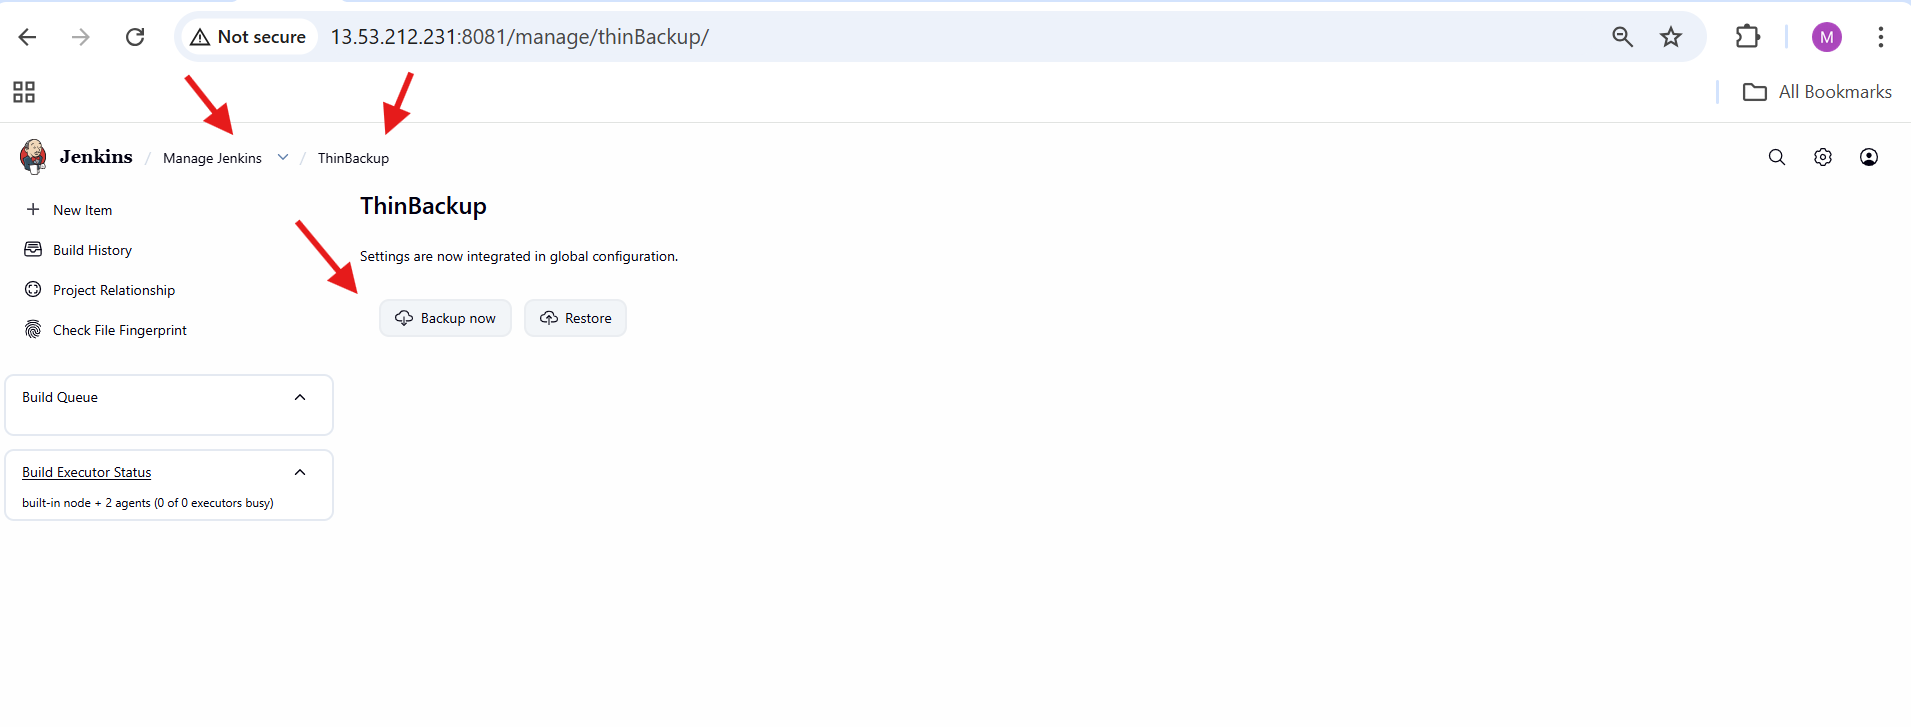 Not secure 13.53.212.231:8081/manage/thinBackup/
M
All Bookmarks
Jenkins / Manage Jenkins / ThinBackup
New Item
Build History
Project Relationship
Check File Fingerprint
ThinBackup
Settings are now integrated in global configuration.
Backup now
Restore
Build Queue
Build Executor Status
built-in node + 2 agents (0 of 0 executors busy)